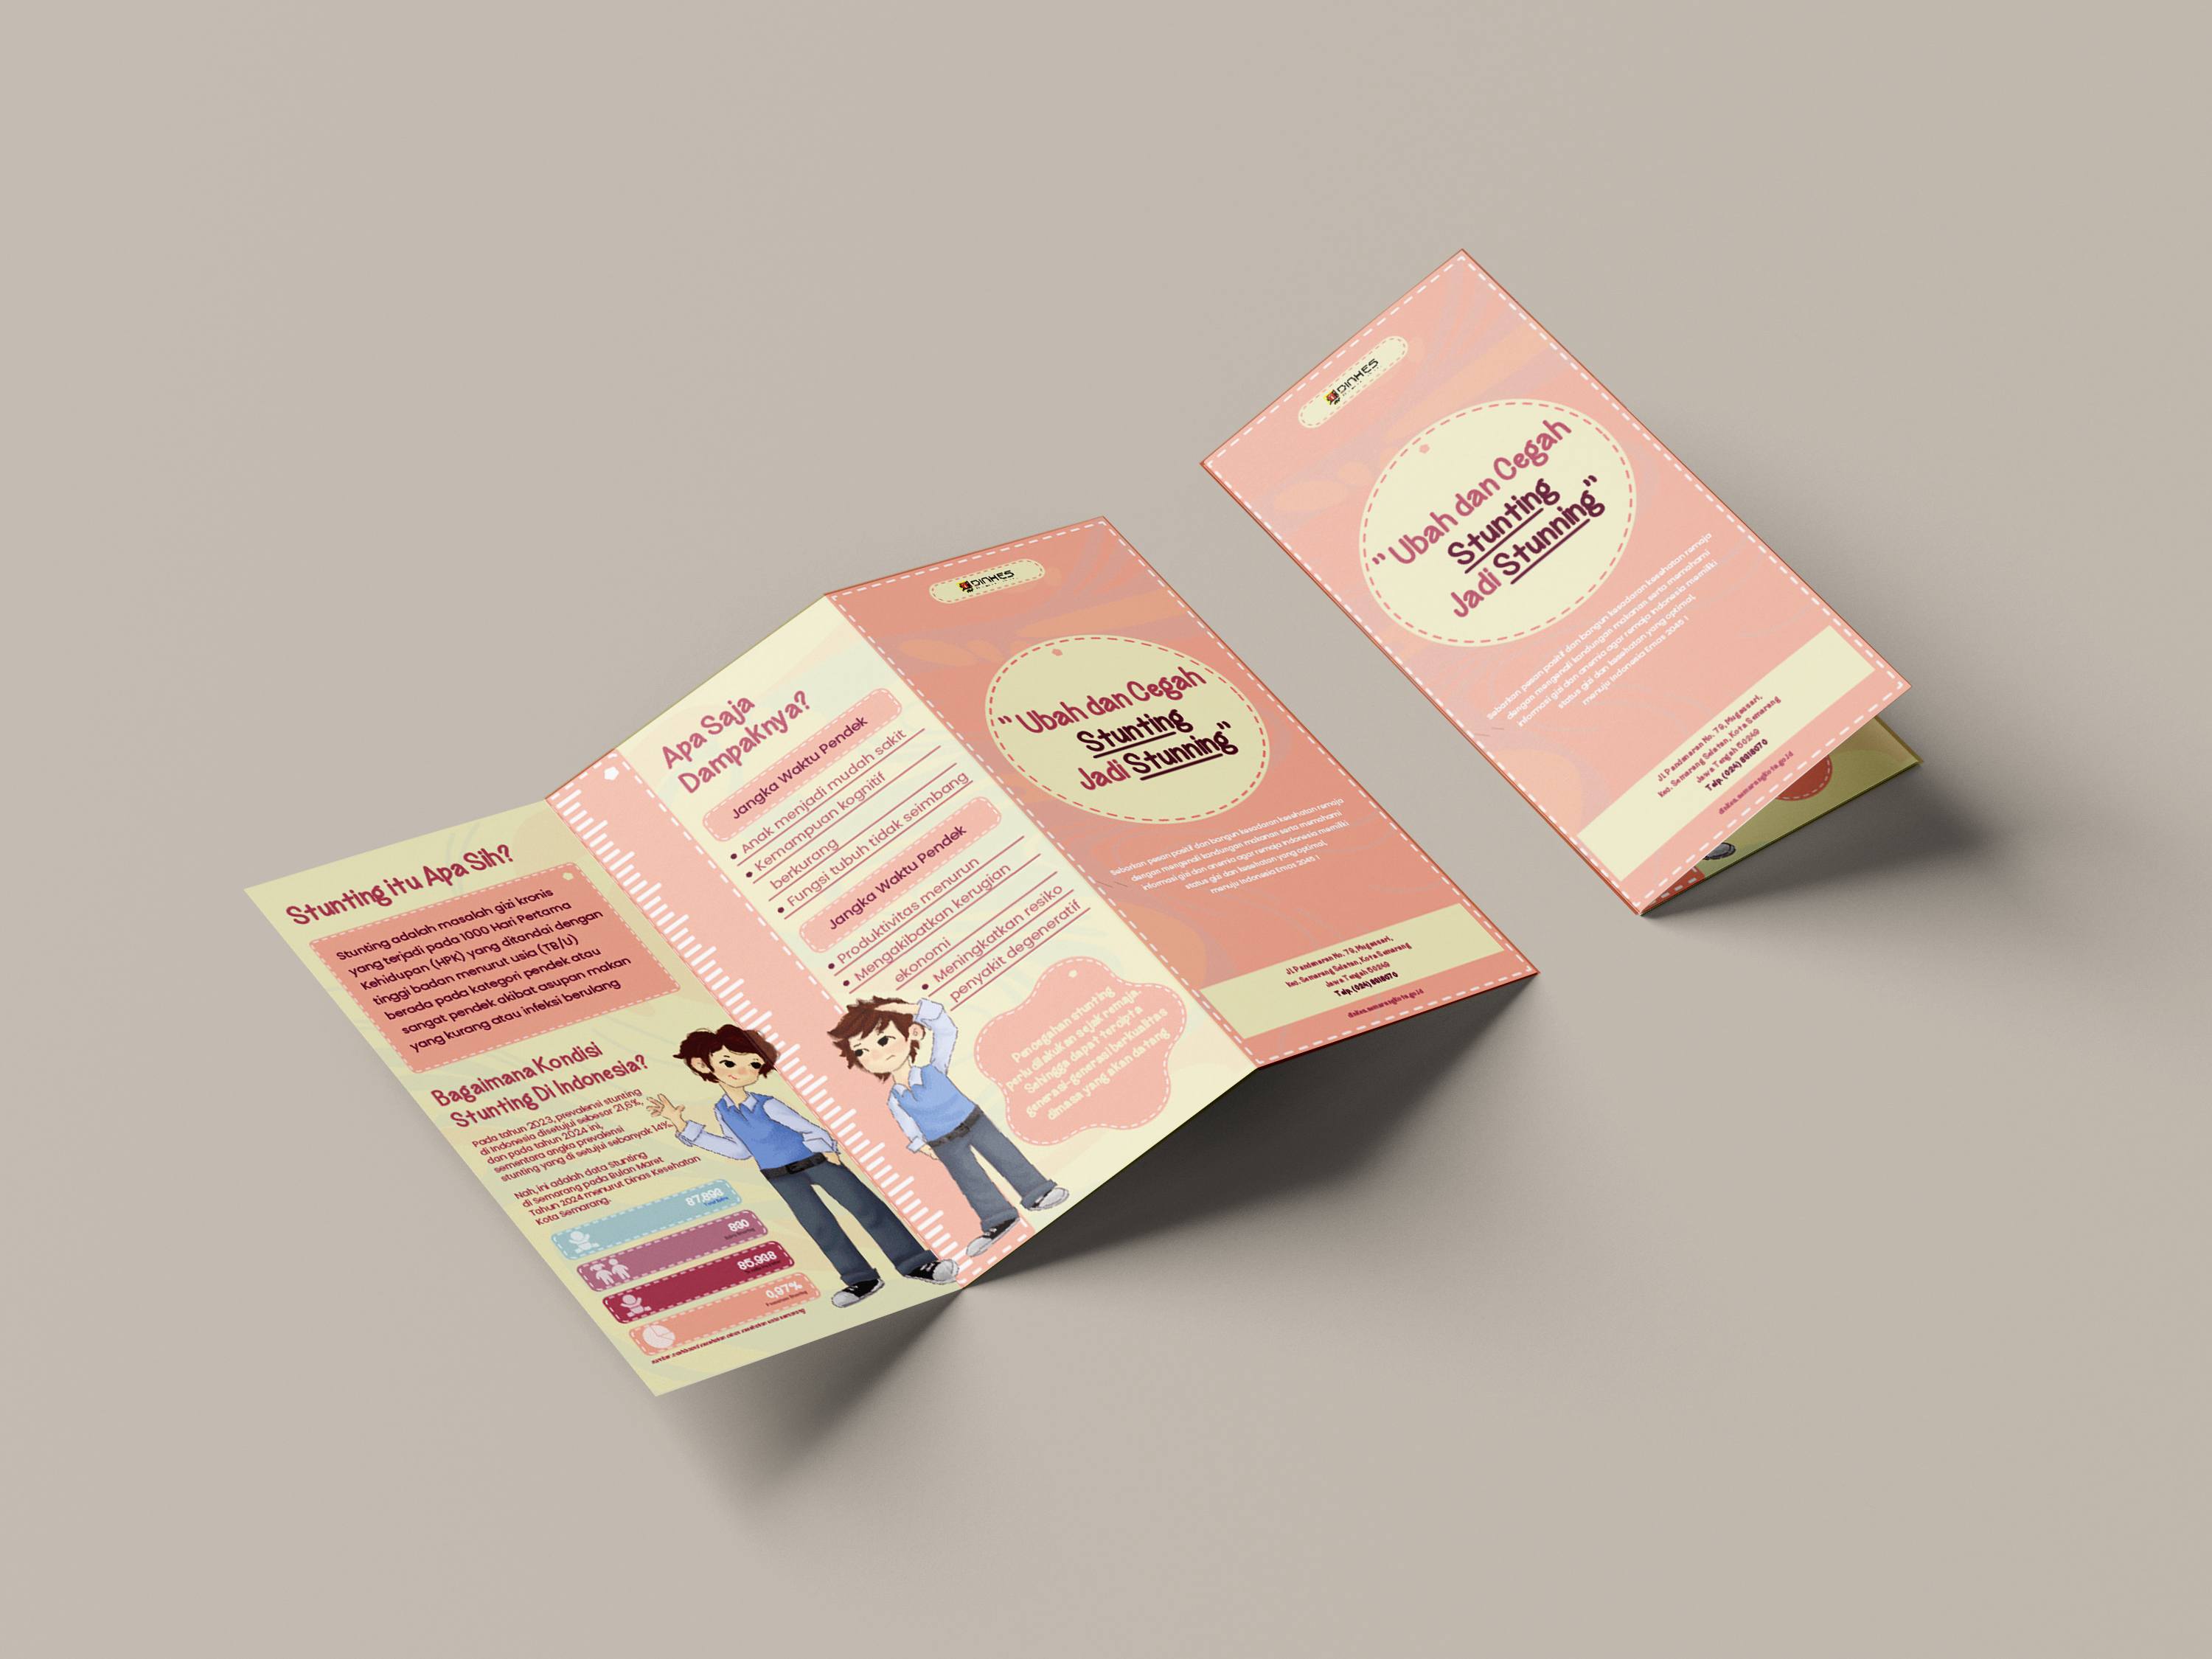 Stunting itu Apa Sih?
Stunting adalah masalah gizi kronis
yang terjadi pada 1000 Hari Pertama
Kehidupan (HPK) yang ditandai dengan
tinggi badan menurut usia (TB/U)
berada pada kategori pendek atau
sangat pendek akibat asupan makan
yang kurang atau infeksi berulang
Bagaimana Kondisi
Stunting Di Indonesia?
Pada tahun 2023, prevalensi stunting
di Indonesia disetujui sebesar 21,6%,
dan pada tahun 2024 ini,
sementara angka prevalensi
stunting yang di setujui sebanyak 14%.
Nah, ini adalah data Stunting
di Semarang pada Bulan Maret
Tahun 2024 menurut Dinas Kesehatan
Kota Semarang.
87,893
890
85.938
0,97%
Apa Saja
Dampaknya?
Jangka Waktu Pendek
• Anak menjadi mudah sakit
• Kemampuan kognitif
berkurang
• Fungsi tubuh tidak seimbang
Jangka Waktu Pendek
• Produktivitas menurun
• Mengakibatkan kerugian
ekonomi
• Meningkatkan resiko
penyakit degeneratif
Pencegahan stunting
perlu dilakukan sejak remaja.
Sehingga dapat tercipta
generasi-generasi berkualitas
dimasa yang akan datang
DINKES
"Ubah dan Cegah
Stunting
Jadi Stunning"
Sebarkan pesan positif dan bangun kesadaran kesehatan remaja
dengan mengenali kandungan makanan serta memahami
informasi gizi dan anemia agar remaja Indonesia memiliki
status gizi dan kesehatan yang optimal,
menuju Indonesia Emas 2045 !
Jl Pandanaran No. 79, Mugassari,
Kec. Semarang Selatan, Kota Semarang
Jawa Tengah 50249
Telp. (024) 8318070
DINKES
"Ubah dan Cegah
Stunting
Jadi Stunning"
Sebarkan pesan positif dan bangun kesadaran kesehatan remaja
dengan mengenali kandungan makanan serta memahami
informasi gizi dan anemia agar remaja Indonesia memiliki
status gizi dan kesehatan yang optimal,
menuju Indonesia Emas 2045 !
Jl Pandanaran No. 79, Mugassari,
Kec. Semarang Selatan, Kota Semarang
Jawa Tengah 50249
Telp. (024) 8318070